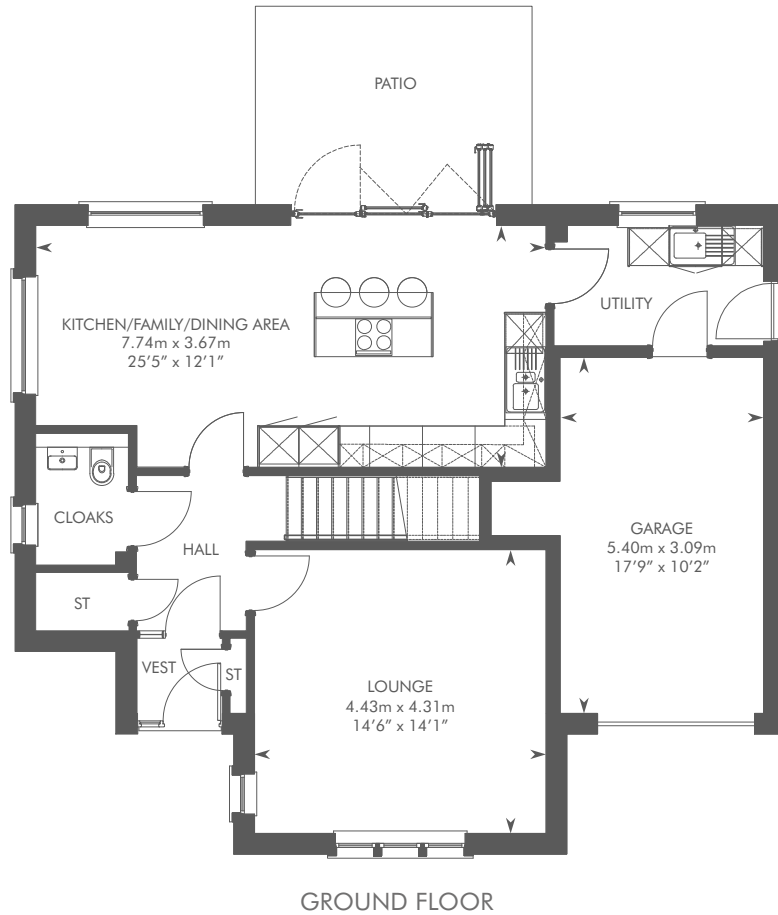 PATIO
KITCHEN/FAMILY/DINING AREA
7.74m x 3.67m
25'5" x 12'1"
UTILITY
CLOAKS
HALL
GARAGE
5.40m x 3.09m
17'9" x 10'2"
ST
VEST
ST
LOUNGE
4.43m x 4.31m
14'6" x 14'1"
GROUND FLOOR